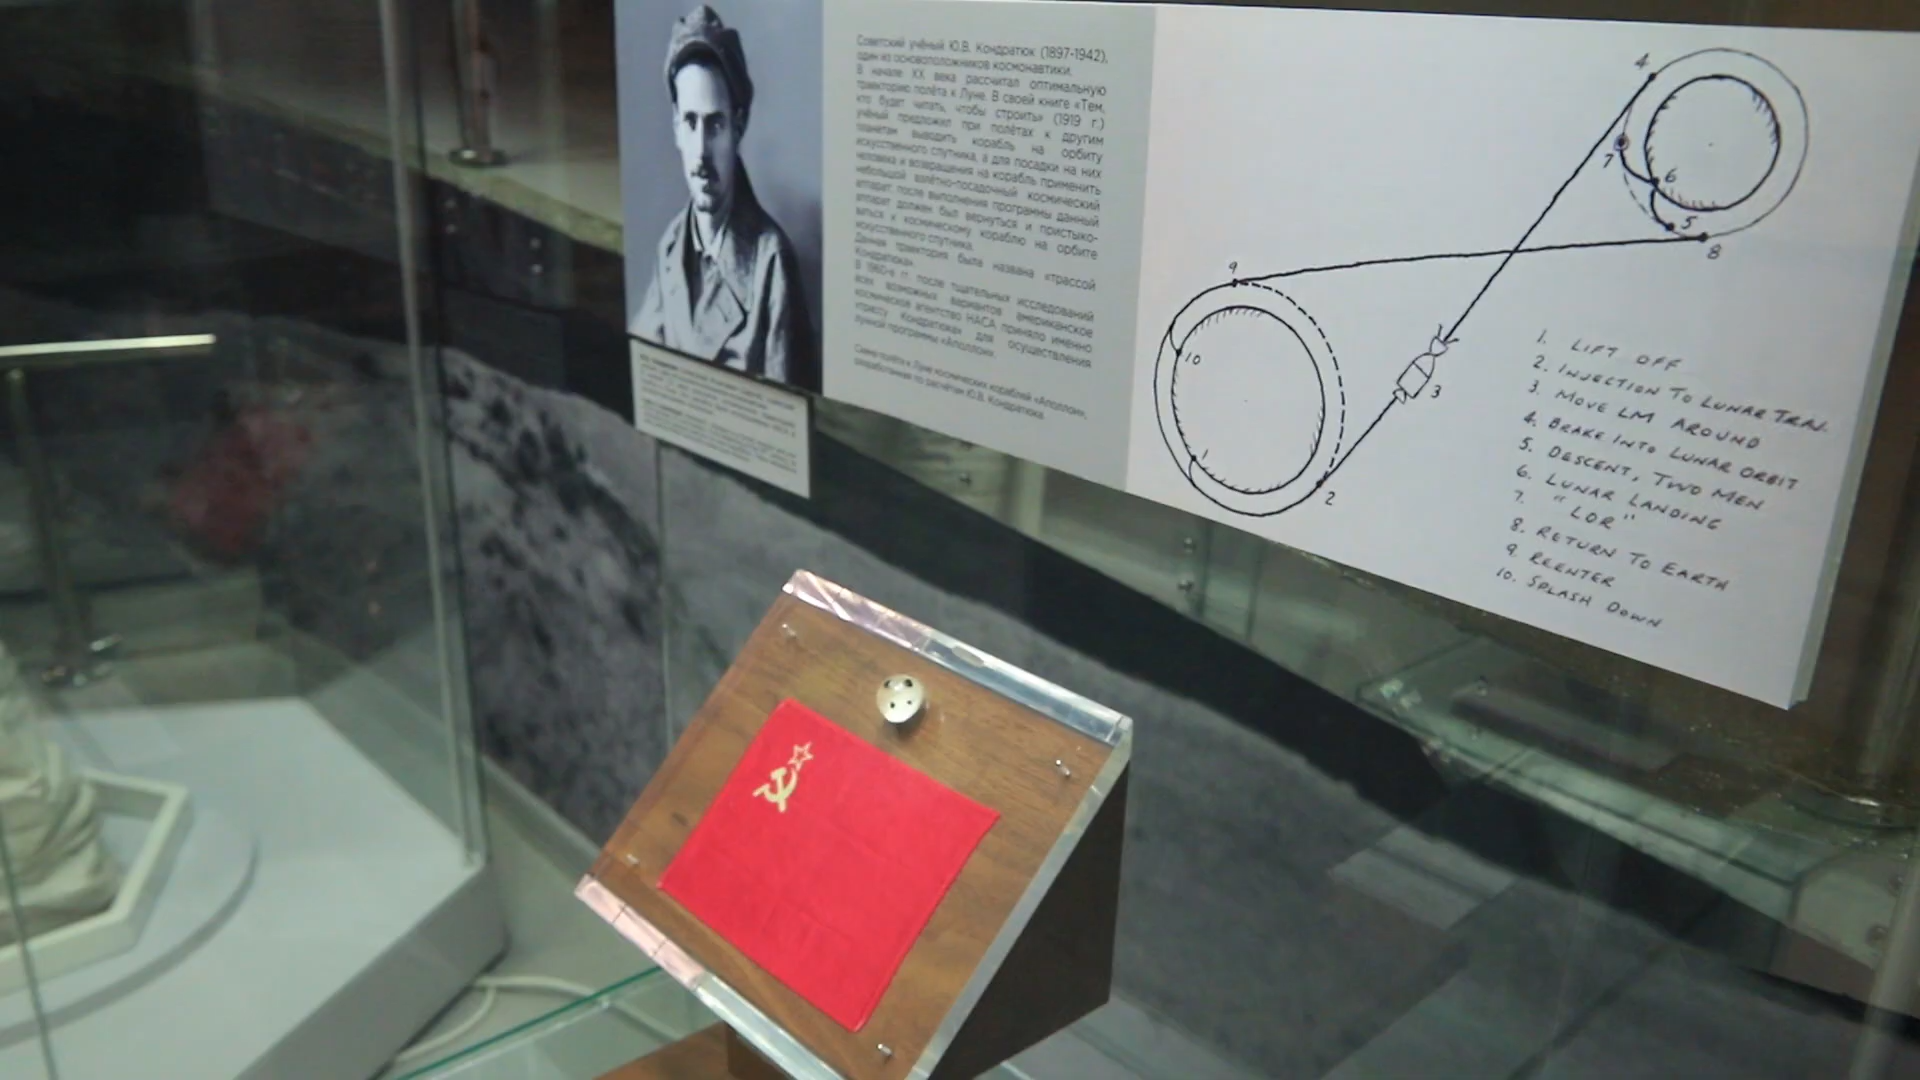 Советский учёный Ю.В. Кондратюк (1897-1942),
один из основоположников космонавтики.
В начале XX века рассчитал оптимальную
траекторию полёта к Луне. В своей книге «Тем,
кто будет читать, чтобы строить» (1919 г.)
учёный предложил при полётах к другим
планетам выводить корабль на орбиту
искусственного спутника, а для посадки на них
человека и возвращения на корабль применить
небольшой взлётно-посадочный космический
аппарат, после выполнения программы данный
аппарат должен был вернуться и пристыко-
ваться к космическому кораблю на орбите
искусственного спутника.
Данная траектория была названа «трассой
Кондратюка».
В 1960-е гг. после тщательных исследований
всех возможных вариантов американское
космическое агентство НАСА приняло именно
«трассу Кондратюка» для осуществления
лунной программы «Аполлон».
Схема полёта к Луне космических кораблей «Аполлон»,
разработанная по расчётам Ю.В. Кондратюка.
4
7
6
5
8
9
10
3
1
2
1. LIFT OFF
2. INJECTION TO LUNAR TRAJ.
3. MOVE LM AROUND
4. BRAKE INTO LUNAR ORBIT
5. DESCENT, TWO MEN
6. LUNAR LANDING
7. "LOR"
8. RETURN TO EARTH
9. REENTER
10. SPLASH DOWN